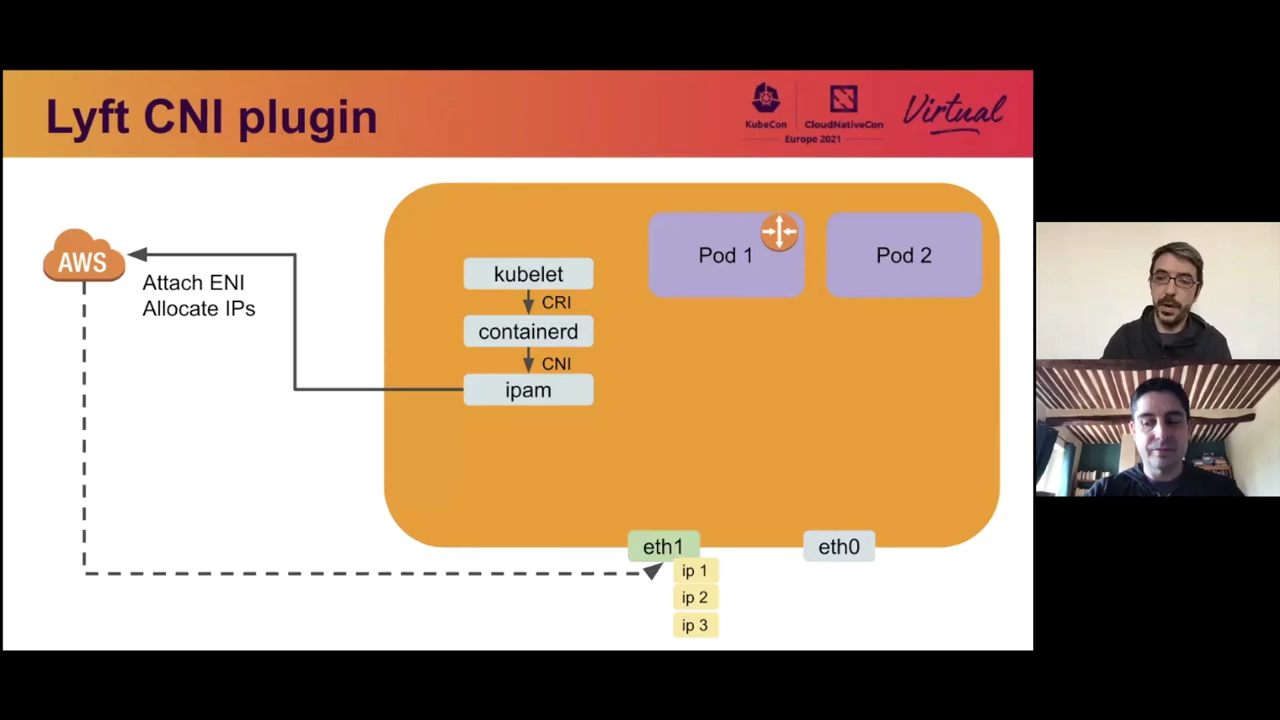 Lyft CNI plugin
KubeCon
CloudNativeCon
Europe 2021
Virtual
AWS
Attach ENI
Allocate IPs
kubelet
CRI
containerd
CNI
ipam
Pod 1
Pod 2
eth1
eth0
ip 1
ip 2
ip 3